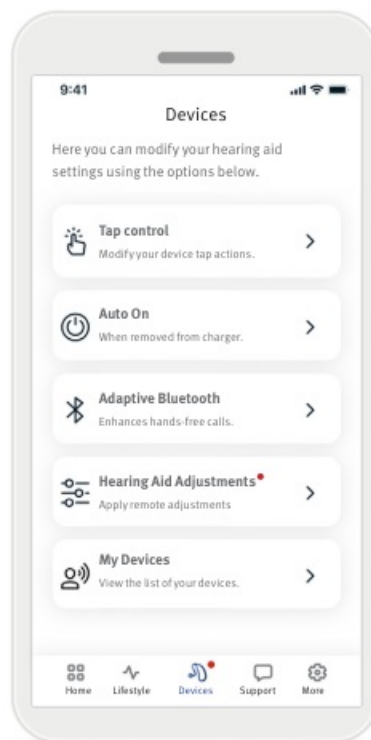 9:41
Devices
Here you can modify your hearing aid
settings using the options below.
Tap control
Modify your device tap actions.
Auto On
When removed from charger.
Adaptive Bluetooth
Enhances hands-free calls.
Hearing Aid Adjustments
Apply remote adjustments
My Devices
View the list of your devices.
Home Lifestyle Devices Support More